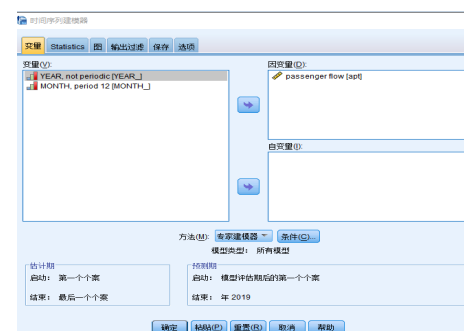 时间序列建模器
变量 Statistics 图 输出过滤 保存 选项
变量(V):
YEAR, not periodic [YEAR_]
MONTH, period 12 [MONTH_]
因变量(D):
passenger flow [apt]
自变量(I):
方法(M): 专家建模器 条件(C)...
模型类型: 所有模型
估计期
启动: 第一个个案
结束: 最后一个个案
预测期
启动: 模型评估期后的第一个个案
结束: 年 2019
确定 粘贴(P) 重置(R) 取消 帮助